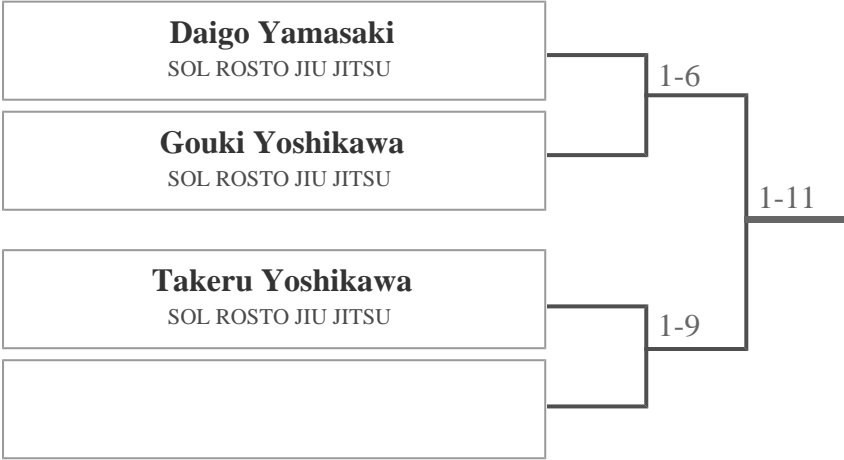 Daigo Yamasaki
SOL ROSTO JIU JITSU
1-6
Gouki Yoshikawa
SOL ROSTO JIU JITSU
1-11
Takeru Yoshikawa
SOL ROSTO JIU JITSU
1-9